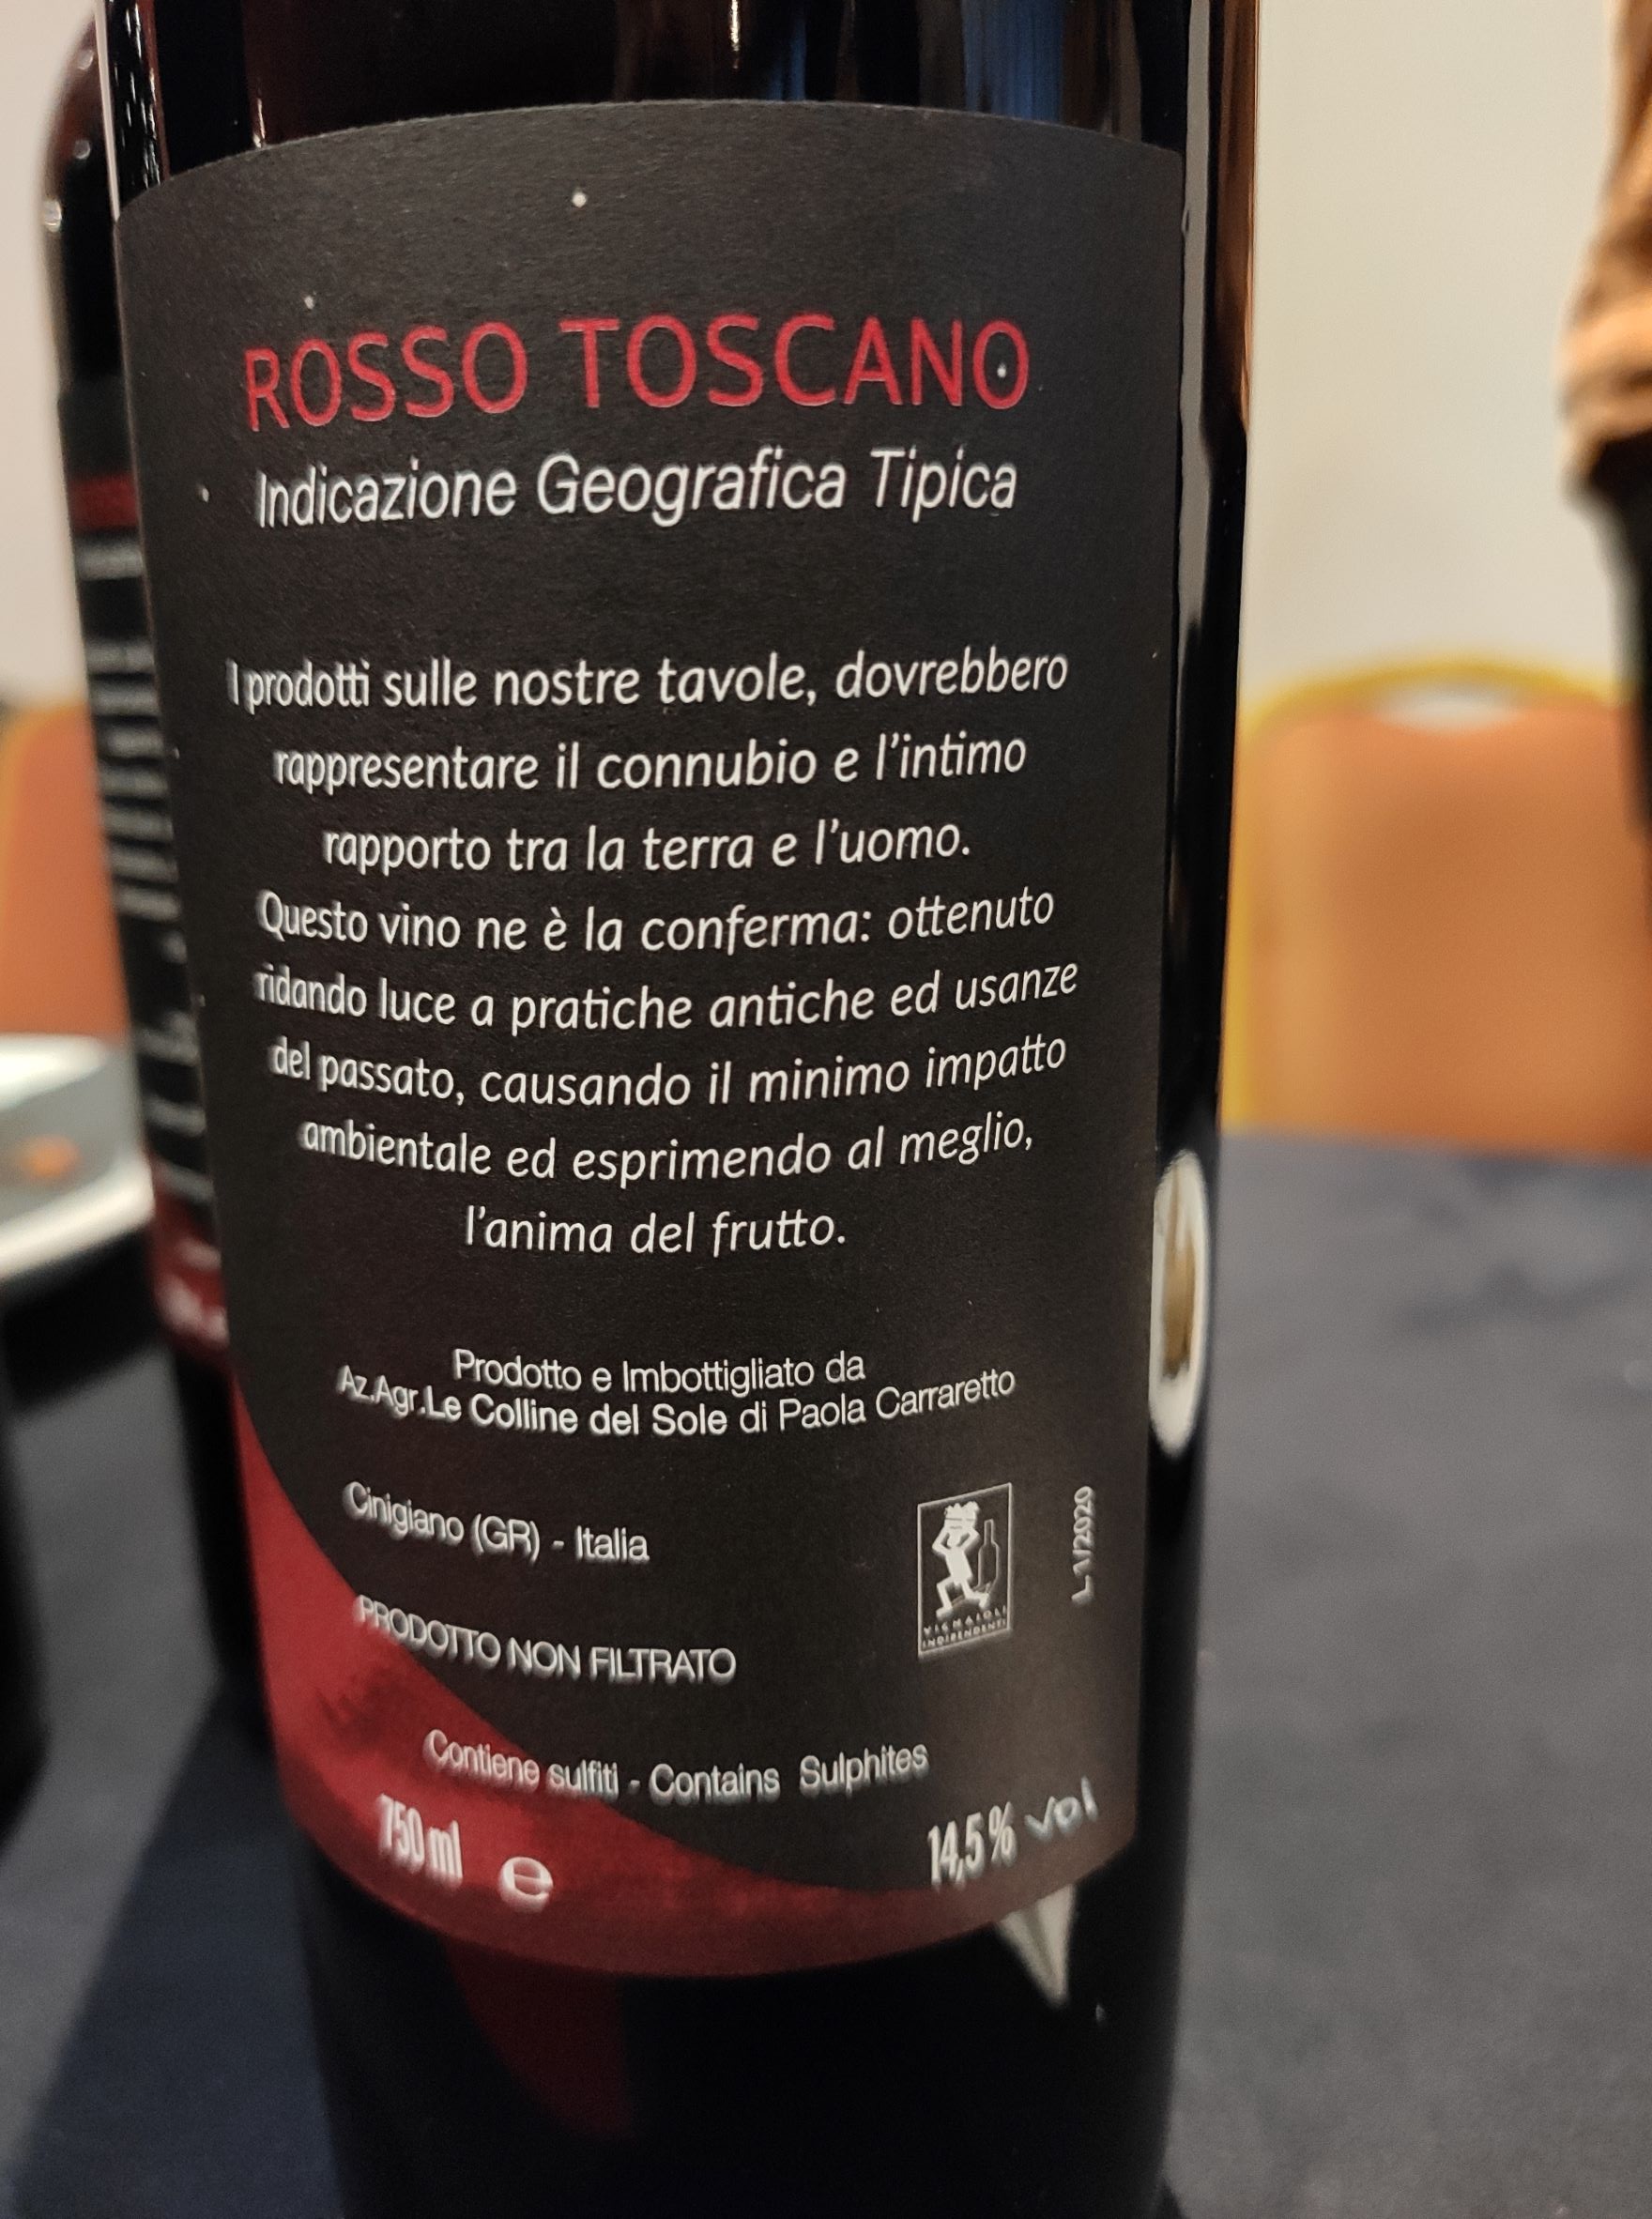 ROSSO TOSCANO
Indicazione Geografica Tipica
I prodotti sulle nostre tavole, dovrebbero
rappresentare il connubio e l'intimo
rapporto tra la terra e l'uomo.
Questo vino ne è la conferma: ottenuto
ridando luce a pratiche antiche ed usanze
del passato, causando il minimo impatto
ambientale ed esprimendo al meglio,
l'anima del frutto.
Prodotto e Imbottigliato da
Az.Agr.Le Colline del Sole di Paola Carraretto
Cinigiano (GR) - Italia
VIGNAIOLI
INDIPENDENTI
L-1/2020
PRODOTTO NON FILTRATO
Contiene sulfiti - Contains Sulphites
750 ml e
14,5% vol